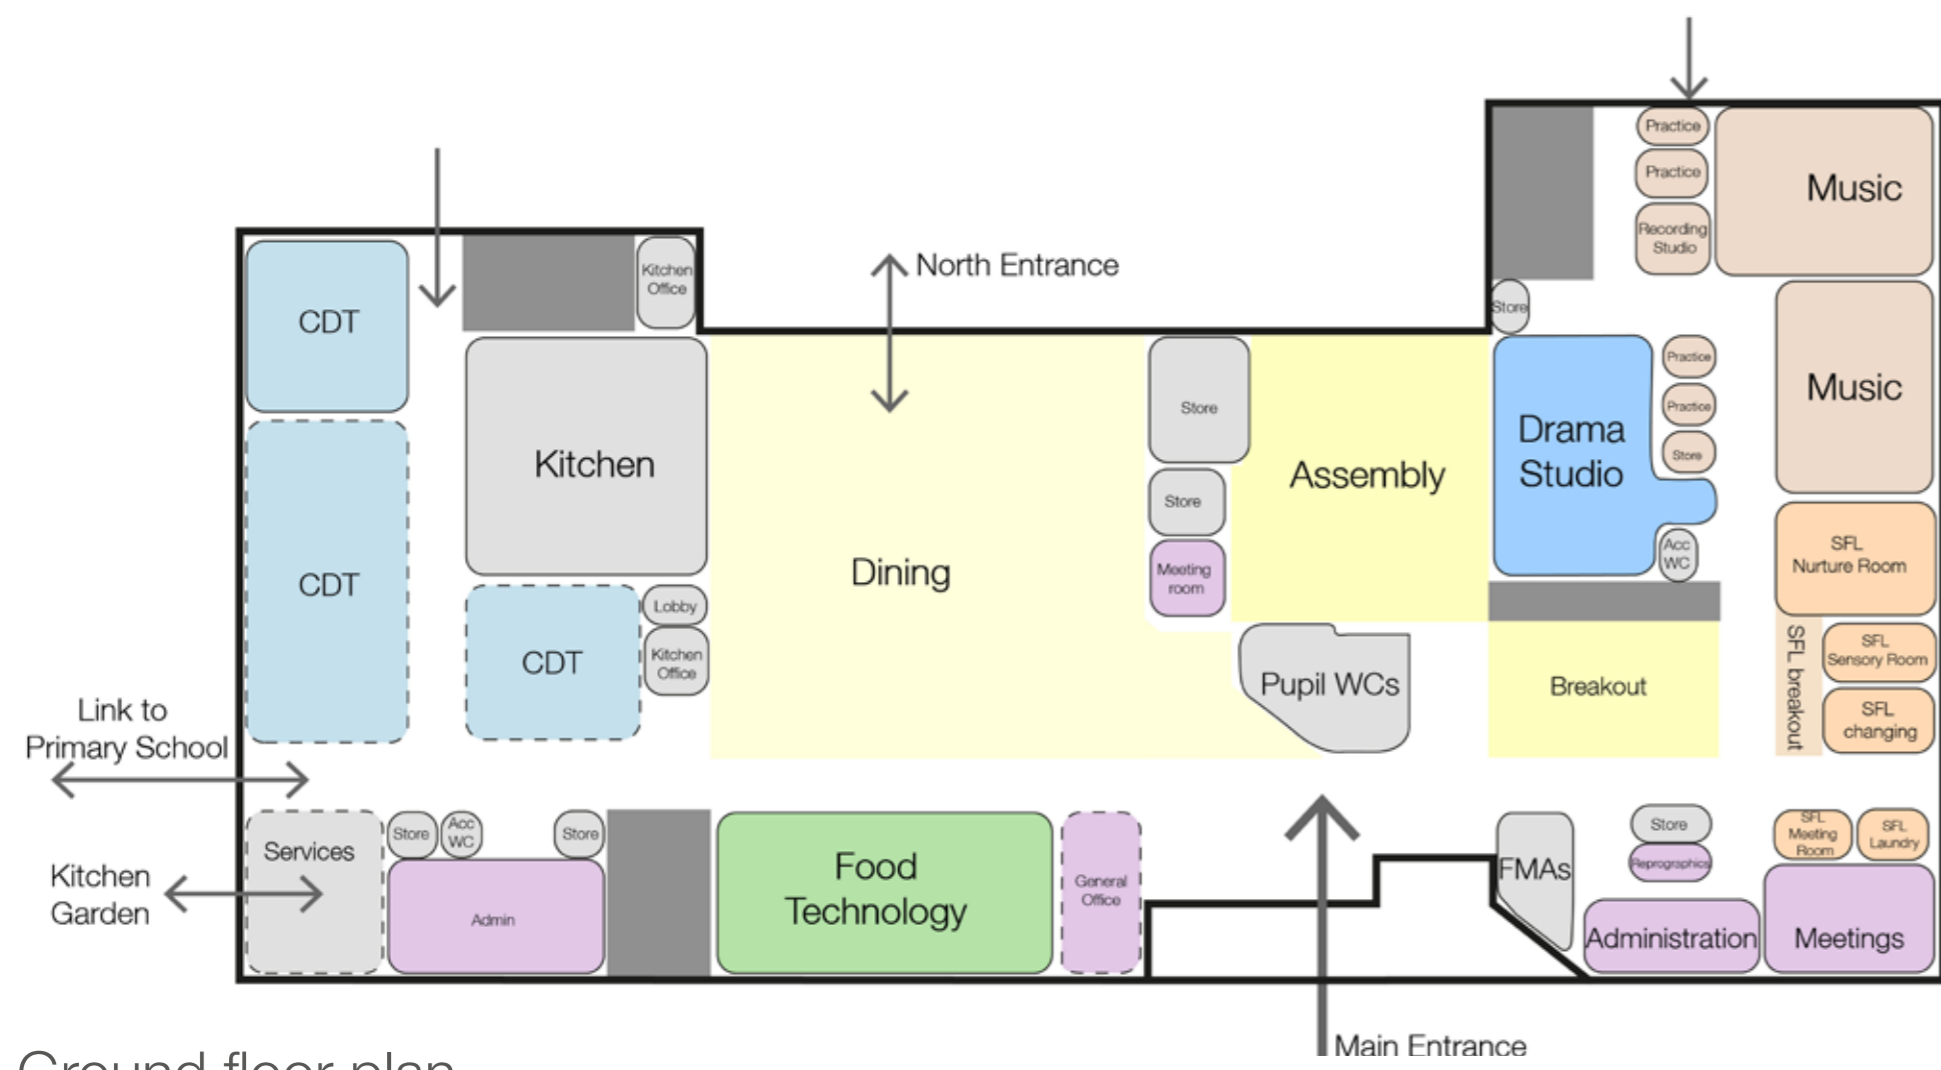 Practice
Practice
Recording
Studio
Music
North Entrance
Kitchen
Office
CDT
Store
Music
Practice
Practice
Store
Kitchen
Store
Assembly
Drama
Studio
Store
Acc
WC
SFL
Nurture Room
Dining
Meeting
room
CDT
Lobby
CDT
Kitchen
Office
Pupil WCs
Breakout
SFL breakout
SFL
Sensory Room
SFL
changing
Link to
Primary School
Services
Store
Acc
WC
Store
Food
Technology
General
Office
FMAs
Store
Reprographics
SFL
Meeting
Room
SFL
Laundry
Kitchen
Garden
Admin
Administration
Meetings
Main Entrance
Ground floor plan